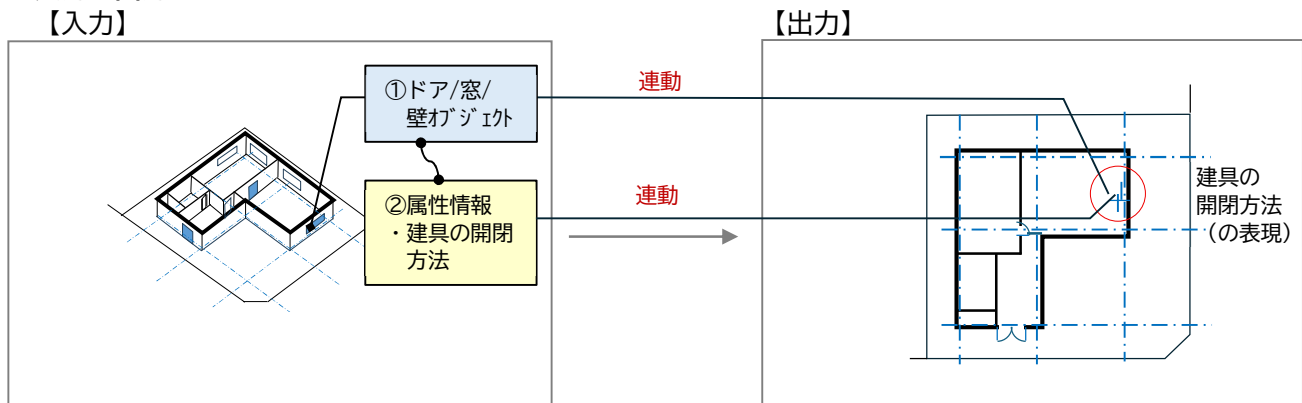 【入力】
【出力】
①ドア/窓/
壁ｵﾌﾞｼﾞｪｸﾄ
連動
②属性情報
・建具の開閉
方法
連動
建具の
開閉方法
（の表現）